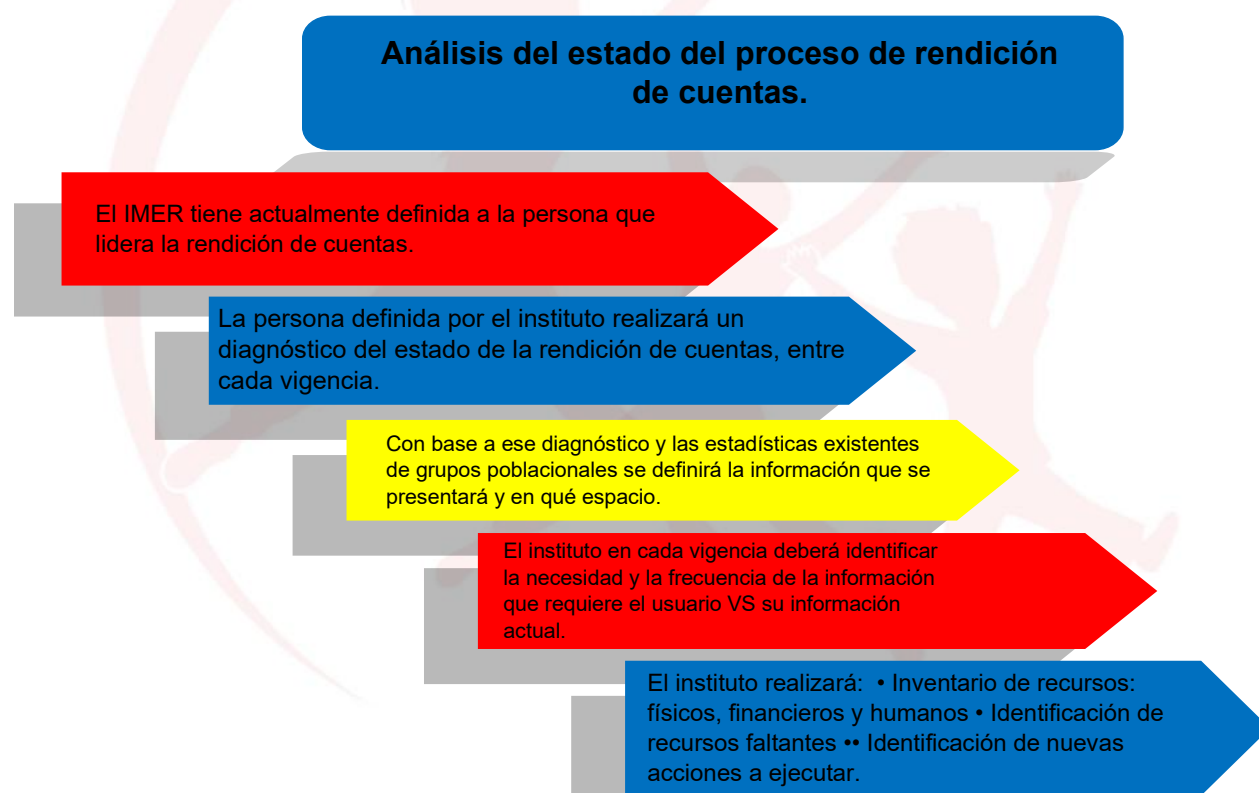 Análisis del estado del proceso de rendición
de cuentas.
El IMER tiene actualmente definida a la persona que
lidera la rendición de cuentas.
La persona definida por el instituto realizará un
diagnóstico del estado de la rendición de cuentas, entre
cada vigencia.
Con base a ese diagnóstico y las estadísticas existentes
de grupos poblacionales se definirá la información que se
presentará y en qué espacio.
El instituto en cada vigencia deberá identificar
la necesidad y la frecuencia de la información
que requiere el usuario VS su información
actual.
El instituto realizará: • Inventario de recursos:
físicos, financieros y humanos • Identificación de
recursos faltantes •• Identificación de nuevas
acciones a ejecutar.